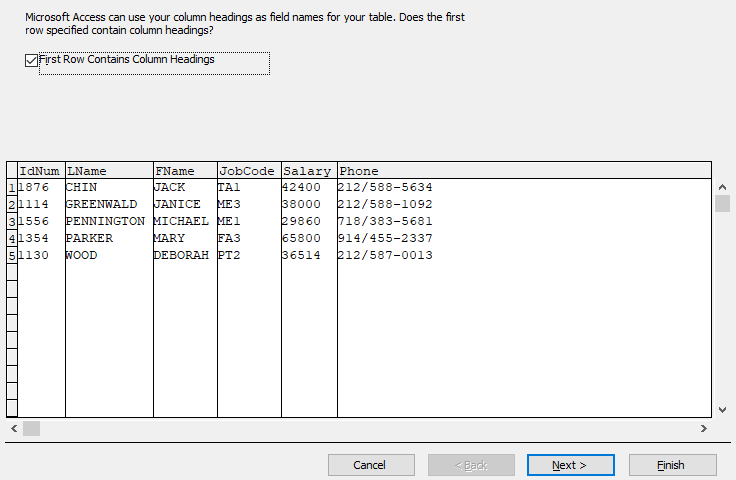 Microsoft Access can use your column headings as field names for your table. Does the first
row specified contain column headings?
First Row Contains Column Headings
IdNum LName FName JobCode Salary Phone
1 1876 CHIN JACK TA1 42400 212/588-5634
2 1114 GREENWALD JANICE ME3 38000 212/588-1092
3 1556 PENNINGTON MICHAEL ME1 29860 718/383-5681
4 1354 PARKER MARY FA3 65800 914/455-2337
5 1130 WOOD DEBORAH PT2 36514 212/587-0013
Cancel < Back Next > Finish